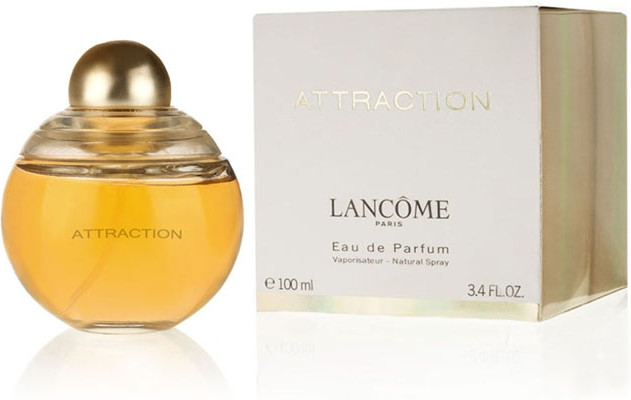 ATTRACTION
ATTRACTION
LANCÔME
PARIS
Eau de Parfum
Vaporisateur - Natural Spray
℮ 100 ml 3.4 FL.OZ.